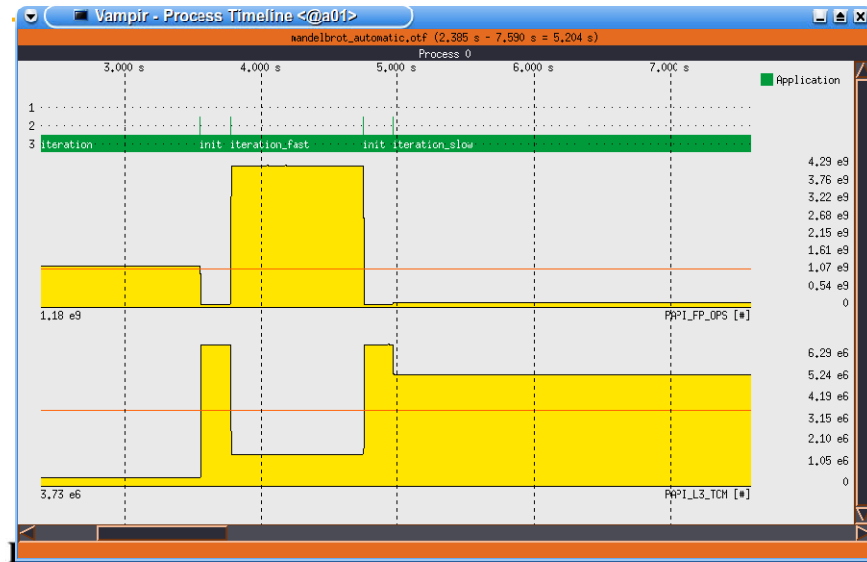 Vampir - Process Timeline <@a01>
mandelbrot_automatic.otf (2.385 s - 7.590 s = 5.204 s)
Process 0
3,000 s 4,000 s 5,000 s 6,000 s 7,000 s
Application
1
2
3 iteration init iteration_fast init iteration_slow
4.29 e9
3.76 e9
3.22 e9
2.68 e9
2.15 e9
1.61 e9
1.07 e9
0.54 e9
0
1.18 e9 PAPI_FP_OPS [#]
6.29 e6
5.24 e6
4.19 e6
3.15 e6
2.10 e6
1.05 e6
0
3.73 e6 PAPI_L3_TCM [#]